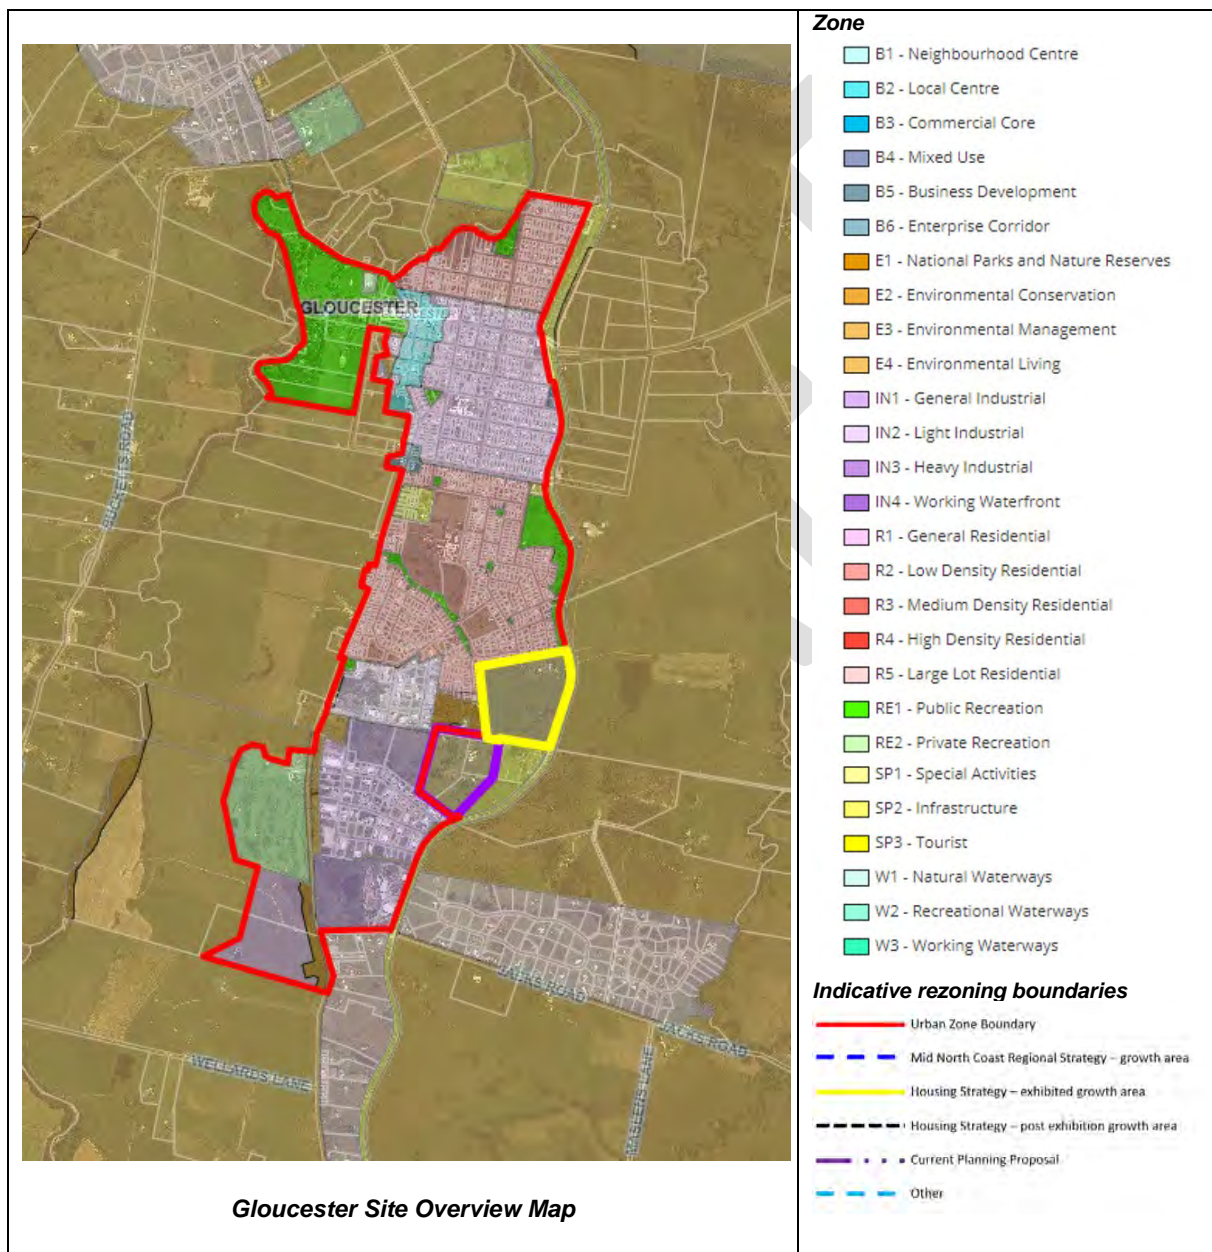 Zone
B1 - Neighbourhood Centre
B2 - Local Centre
B3 - Commercial Core
B4 - Mixed Use
B5 - Business Development
B6 - Enterprise Corridor
E1 - National Parks and Nature Reserves
E2 - Environmental Conservation
E3 - Environmental Management
E4 - Environmental Living
IN1 - General Industrial
IN2 - Light Industrial
IN3 - Heavy Industrial
IN4 - Working Waterfront
R1 - General Residential
R2 - Low Density Residential
R3 - Medium Density Residential
R4 - High Density Residential
R5 - Large Lot Residential
RE1 - Public Recreation
RE2 - Private Recreation
SP1 - Special Activities
SP2 - Infrastructure
SP3 - Tourist
W1 - Natural Waterways
W2 - Recreational Waterways
W3 - Working Waterways
Indicative rezoning boundaries
Urban Zone Boundary
Mid North Coast Regional Strategy – growth area
Housing Strategy – exhibited growth area
Housing Strategy – post exhibition growth area
Current Planning Proposal
Other
GLOUCESTER
ROAD
JACKS ROAD
JACKS ROAD
WELLARDS LANE
LANE
Gloucester Site Overview Map